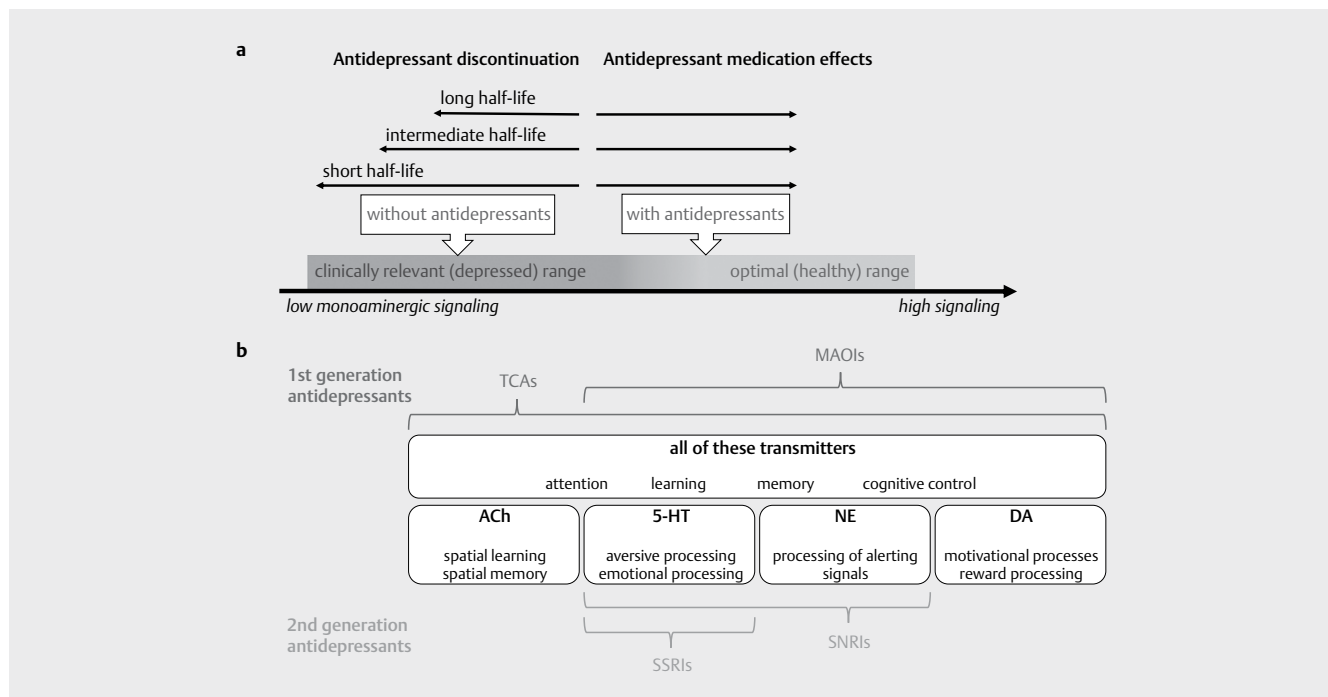 a
Antidepressant discontinuation Antidepressant medication effects
long half-life
intermediate half-life
short half-life
without antidepressants with antidepressants
clinically relevant (depressed) range optimal (healthy) range
low monoaminergic signaling high signaling
b
MAOIs
1st generation
antidepressants
TCAs
all of these transmitters
attention learning memory cognitive control
ACh 5-HT NE DA
spatial learning aversive processing processing of alerting motivational processes
spatial memory emotional processing signals reward processing
2nd generation
antidepressants
SNRIs
SSRIs